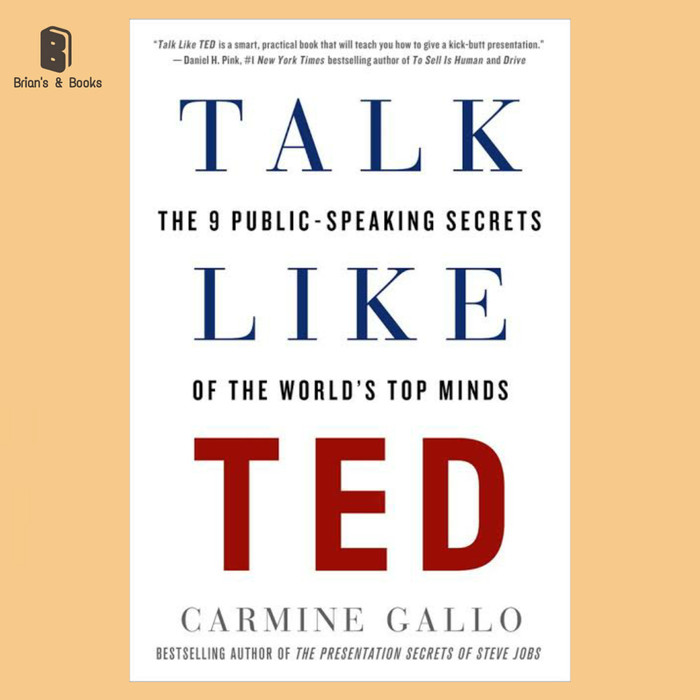 B
Brian's & Books
“Talk Like TED is a smart, practical book that will teach you how to give a kick-butt presentation.”
— Daniel H. Pink, #1 New York Times bestselling author of To Sell Is Human and Drive
TALK
THE 9 PUBLIC-SPEAKING SECRETS
LIKE
OF THE WORLD’S TOP MINDS
TED
CARMINE GALLO
BESTSELLING AUTHOR OF THE PRESENTATION SECRETS OF STEVE JOBS